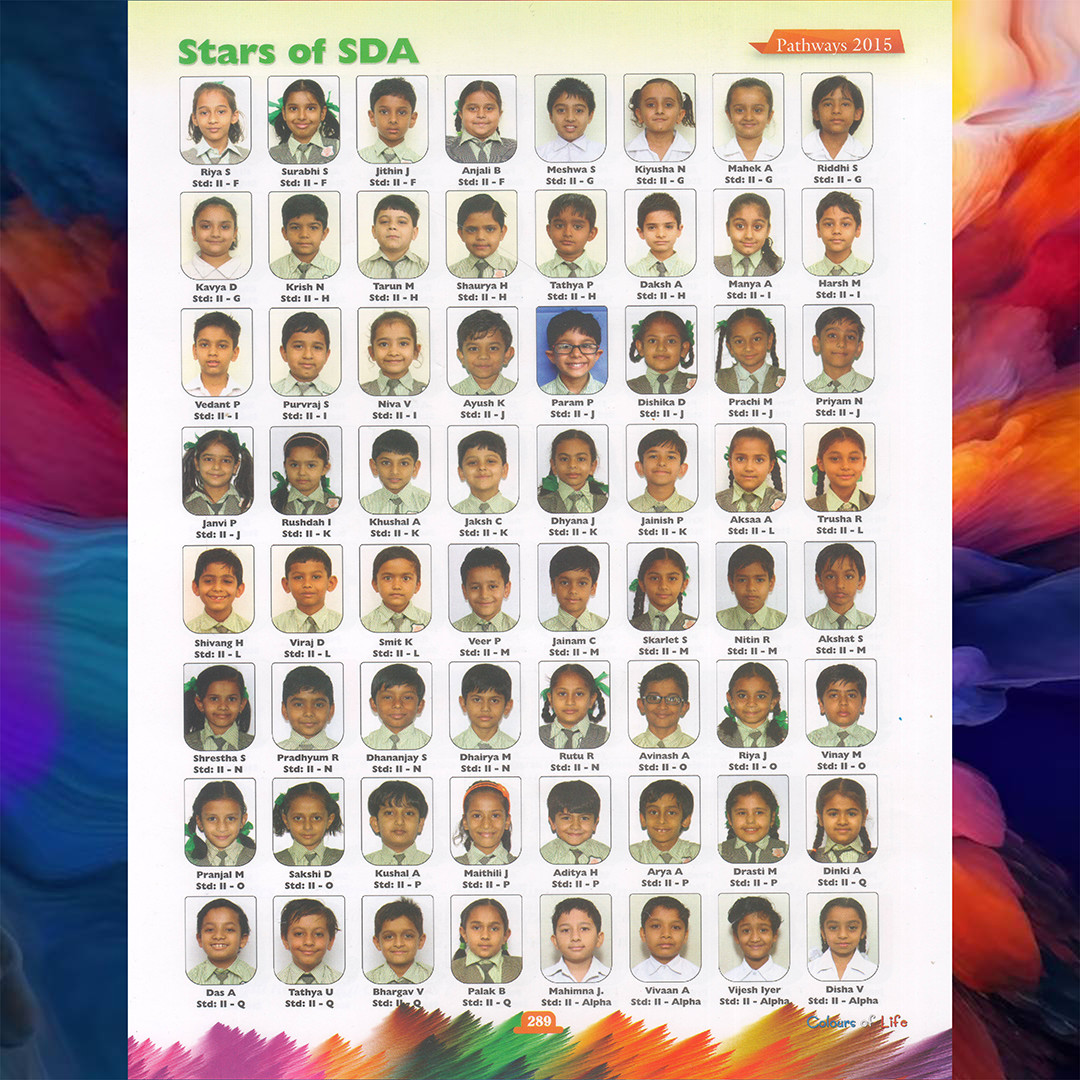 Stars of SDA
Pathways 2015
Riya S Surabhi S Jithin J Anjali B Meshwa S Kiyusha N Mahek A Riddhi S
Std: II - F Std: II - F Std: II - F Std: II - F Std: II - G Std: II - G Std: II - G Std: II - G
Kavya D Krish N Tarun M Shaurya H Tathya P Daksh A Manya A Harsh M
Std: II - G Std: II - H Std: II - H Std: II - H Std: II - H Std: II - H Std: II - I Std: II - I
Vedant P Purvraj S Niva V Ayush K Param P Dishika D Prachi M Priyam N
Std: II - I Std: II - I Std: II - I Std: II - J Std: II - J Std: II - J Std: II - J Std: II - J
Janvi P Rushdah I Khushal A Jaksh C Dhyana J Jainish P Aksaa A Trusha R
Std: II - J Std: II - K Std: II - K Std: II - K Std: II - K Std: II - K Std: II - L Std: II - L
Shivang H Viraj D Smit K Veer P Jainam C Skarlet S Nitin R Akshat S
Std: II - L Std: II - L Std: II - L Std: II - M Std: II - M Std: II - M Std: II - M Std: II - M
Shrestha S Pradhyum R Dhananjay S Dhairya M Rutu R Avinash A Riya J Vinay M
Std: II - N Std: II - N Std: II - N Std: II - N Std: II - N Std: II - O Std: II - O Std: II - O
Pranjal M Sakshi D Kushal A Maithili J Aditya H Arya A Drasti M Dinki A
Std: II - O Std: II - O Std: II - P Std: II - P Std: II - P Std: II - P Std: II - P Std: II - Q
Das A Tathya U Bhargav V Palak B Mahimna J. Vivaan A Vijesh Iyer Disha V
Std: II - Q Std: II - Q Std: II - Q Std: II - Q Std: II - Alpha Std: II - Alpha Std: II - Alpha Std: II - Alpha
289
Colours of Life